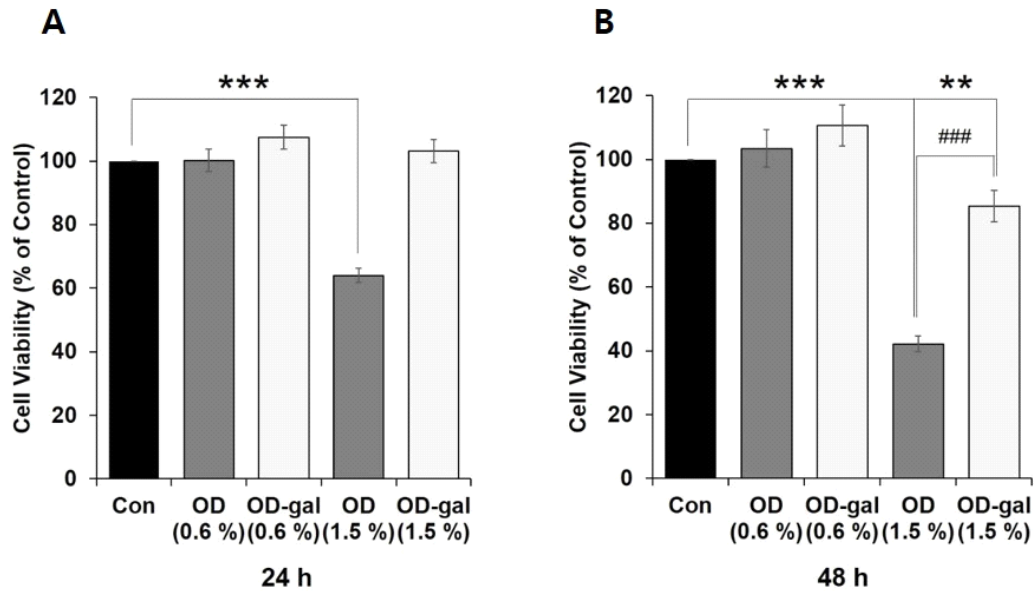 A
***
Cell Viability (% of Control)
120
100
80
60
40
20
0
Con OD OD-gal OD OD-gal
(0.6 %) (0.6 %) (1.5 %) (1.5 %)
24 h
B
*** **
###
Cell Viability (% of Control)
120
100
80
60
40
20
0
Con OD OD-gal OD OD-gal
(0.6 %) (0.6 %) (1.5 %) (1.5 %)
48 h